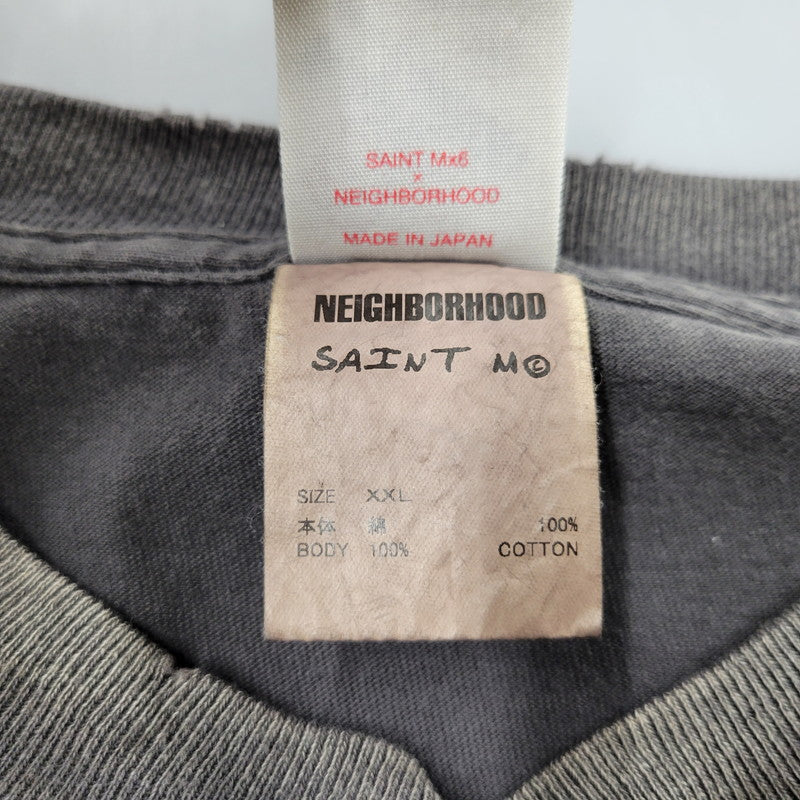 SAINT Mx6
×
NEIGHBORHOOD
MADE IN JAPAN
NEIGHBORHOOD
SAINT M©
SIZE XXL
本体 綿 100%
BODY 100% COTTON